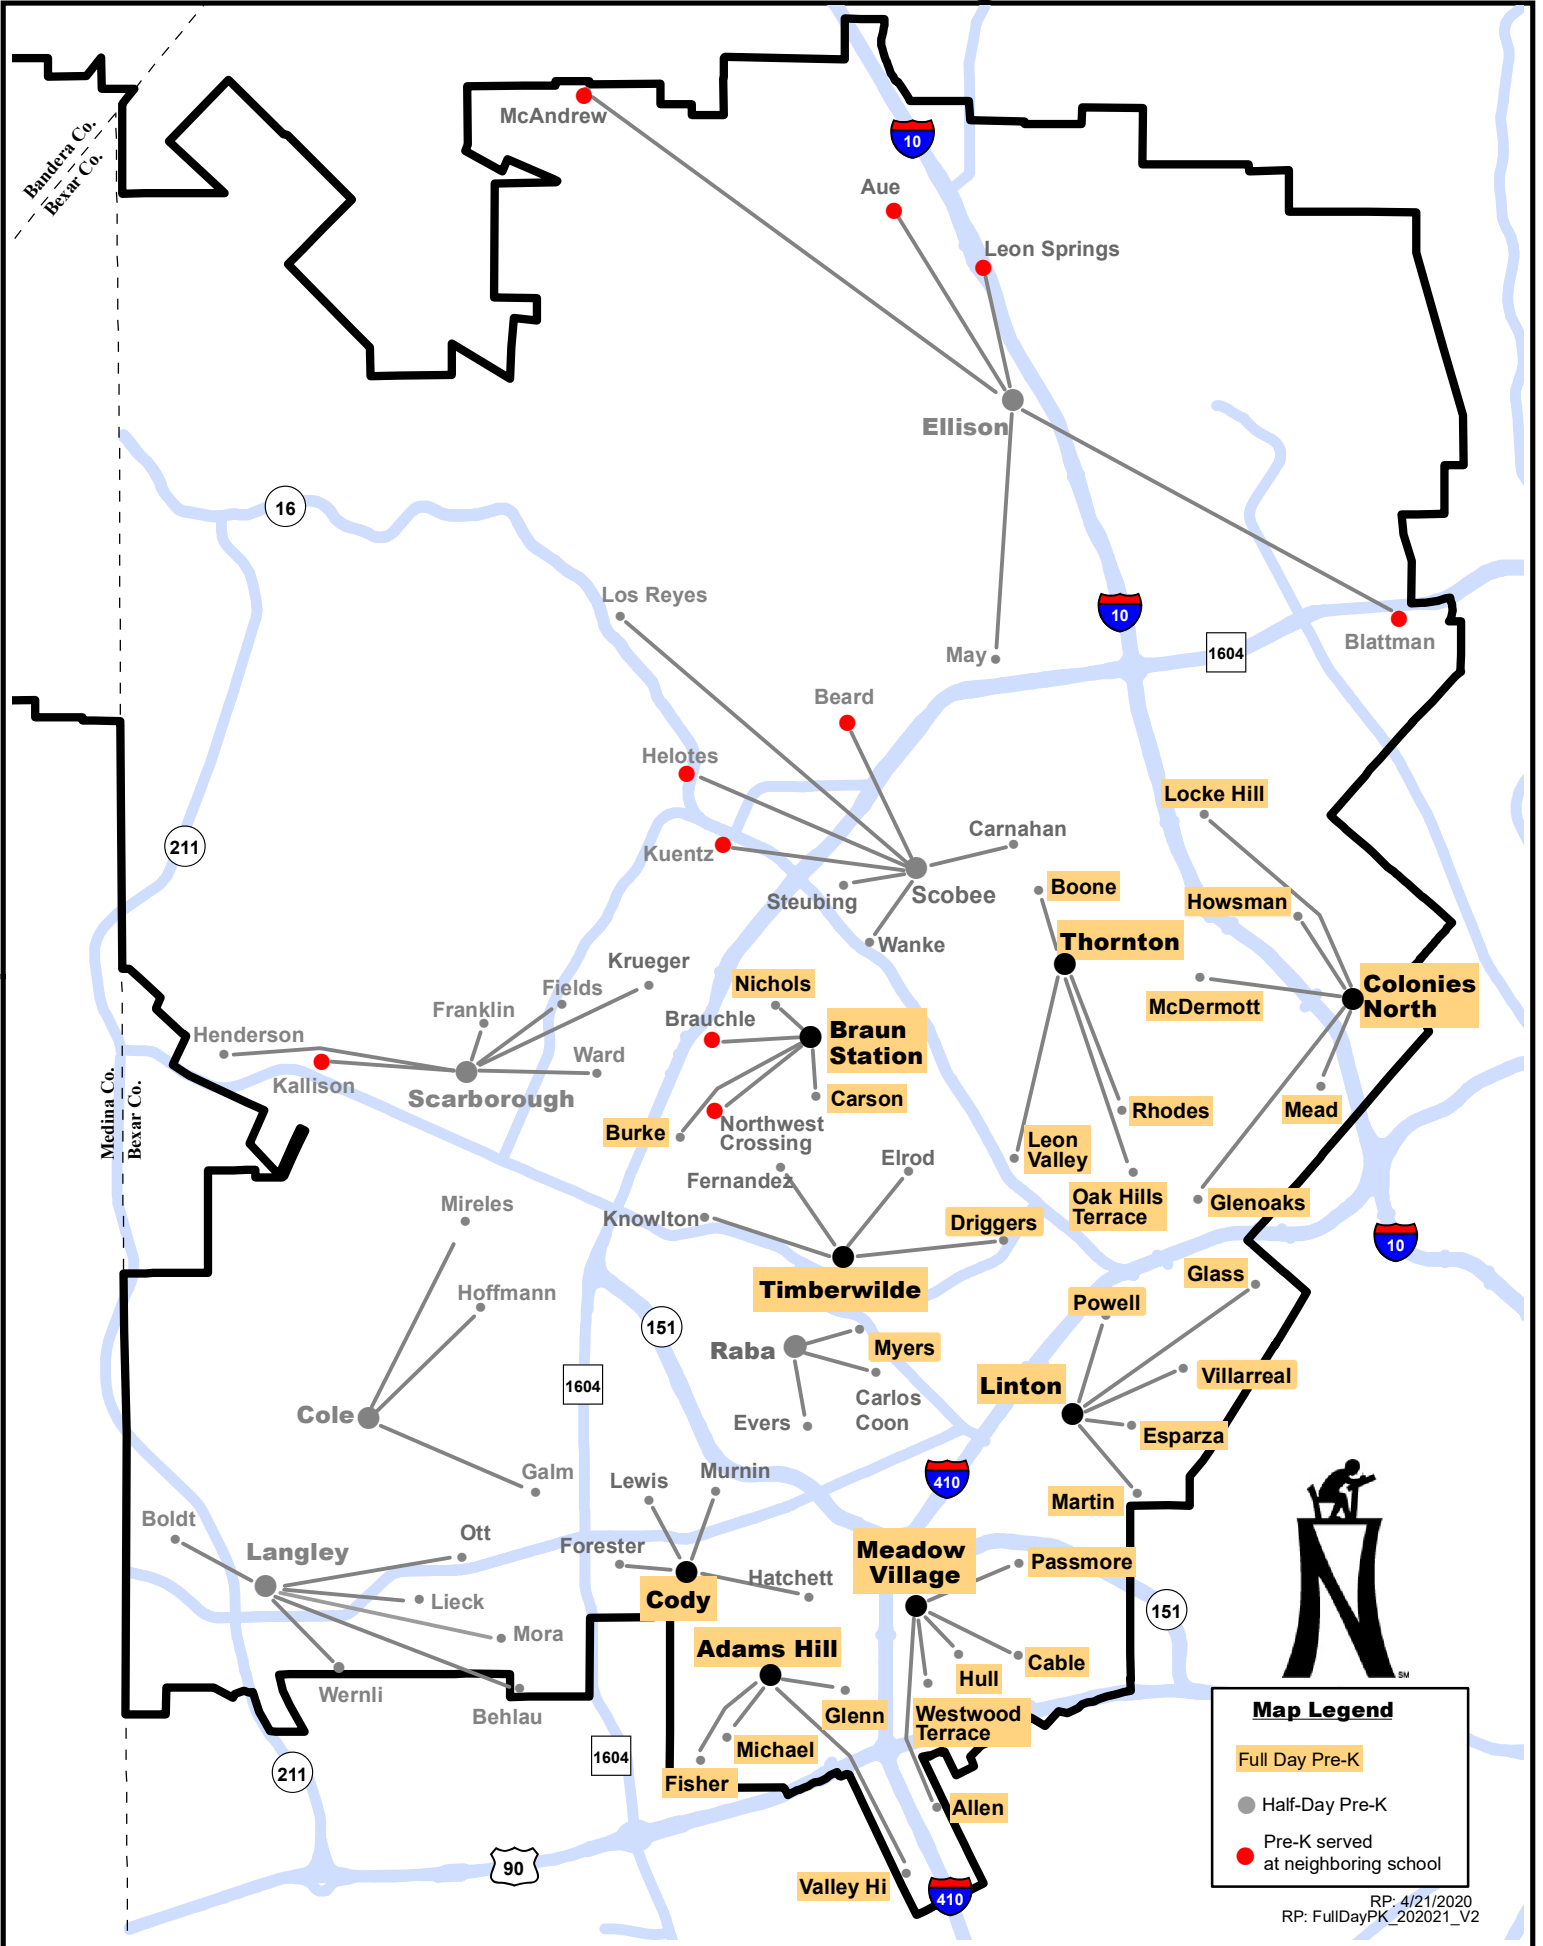 McAndrew
10
Bandera Co.
Bexar Co.
Aue
Leon Springs
Ellison
16
Los Reyes
10
1604
Blattman
May
Beard
Helotes
Locke Hill
211
Kuentz
Carnahan
Steubing
Scobee
Boone
Howsman
Wanke
Thornton
Krueger
Nichols
Colonies
North
Fields
McDermott
Franklin
Brauchle
Braun
Station
Henderson
Ward
Kallison
Scarborough
Carson
Medina Co.
Bexar Co.
Burke
Northwest
Crossing
Rhodes
Mead
Leon
Valley
Fernandez
Elrod
Oak Hills
Terrace
Glenoaks
Mireles
Knowlton
Driggers
10
Timberwilde
Glass
Hoffmann
Powell
151
Raba
Myers
Villarreal
1604
Linton
Cole
Evers
Carlos
Coon
Esparza
Galm
Lewis
Murnin
410
Martin
Boldt
Langley
Ott
Forester
Meadow
Village
Passmore
Hatchett
Cody
Lieck
151
Mora
Adams Hill
Cable
Hull
Wernli
Behlau
Glenn
Westwood
Terrace
SM
Map Legend
Michael
Full Day Pre-K
1604
211
Fisher
Allen
Half-Day Pre-K
Pre-K served
at neighboring school
90
Valley Hi
410
RP: 4/21/2020
RP: FullDayPK_202021_V2